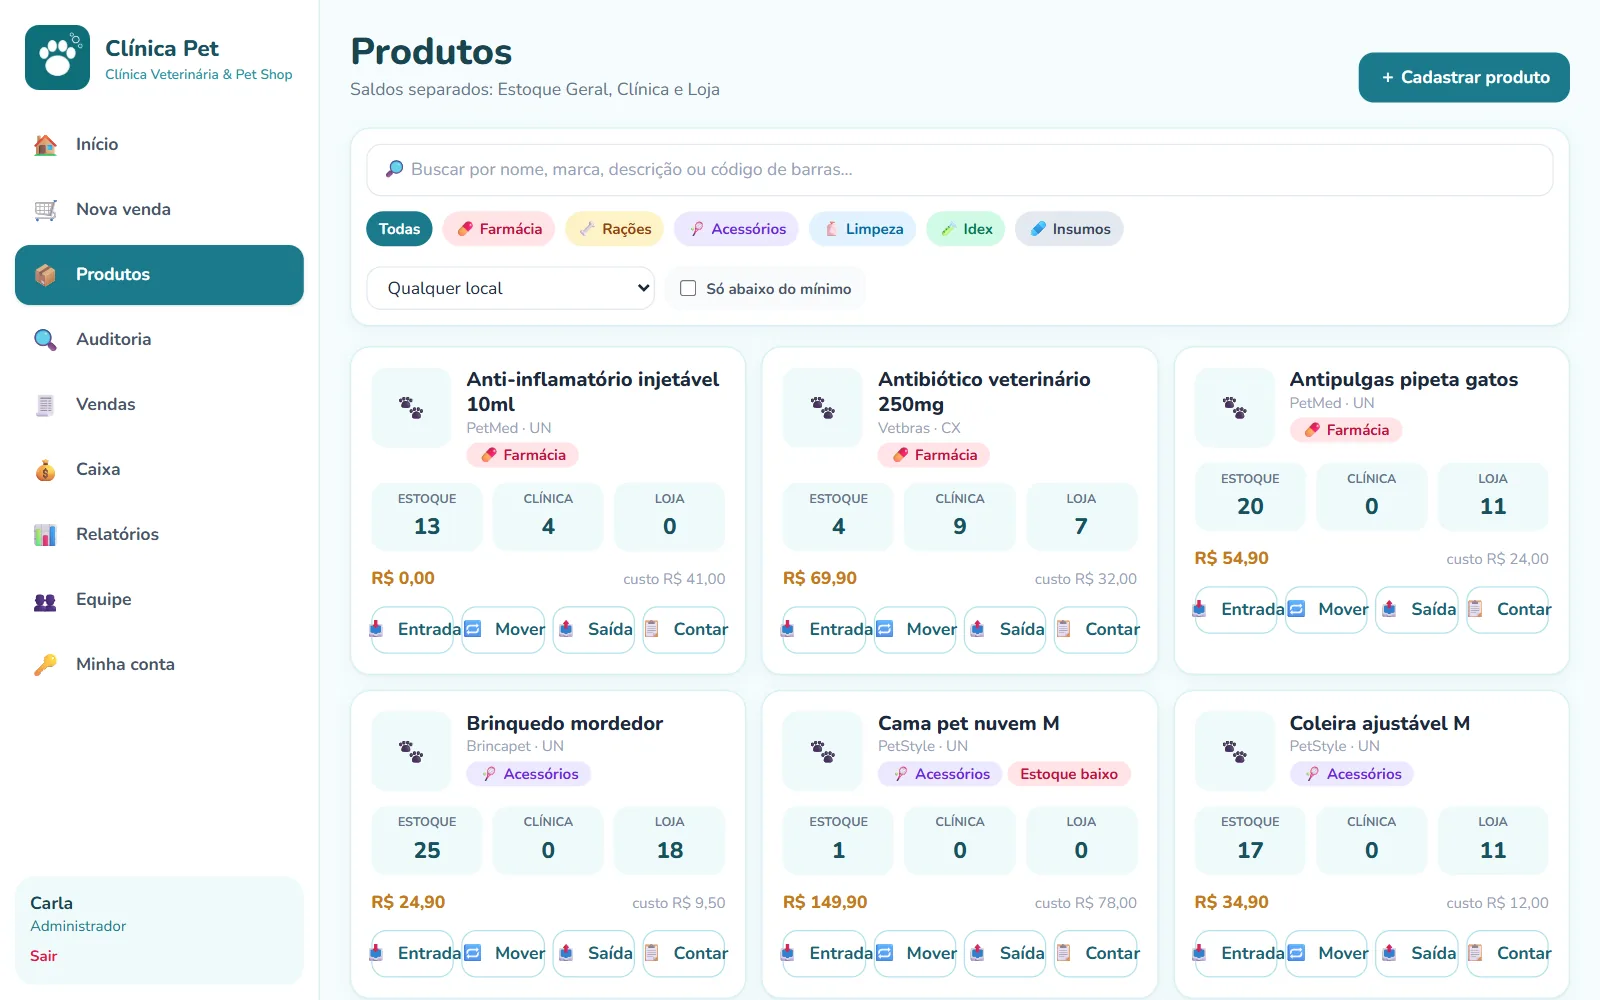 Clínica Pet
Clínica Veterinária & Pet Shop
Início
Nova venda
Produtos
Auditoria
Vendas
Caixa
Relatórios
Equipe
Minha conta
Carla
Administrador
Sair
Produtos
Saldos separados: Estoque Geral, Clínica e Loja
+ Cadastrar produto
Buscar por nome, marca, descrição ou código de barras...
Todas Farmácia Rações Acessórios Limpeza Idex Insumos
Qualquer local Só abaixo do mínimo
Anti-inflamatório injetável
10ml
PetMed · UN
Farmácia
ESTOQUE CLÍNICA LOJA
13 4 0
R$ 0,00 custo R$ 41,00
Entrada Mover Saída Contar
Antibiótico veterinário
250mg
Vetbras · CX
Farmácia
ESTOQUE CLÍNICA LOJA
4 9 7
R$ 69,90 custo R$ 32,00
Entrada Mover Saída Contar
Antipulgas pipeta gatos
PetMed · UN
Farmácia
ESTOQUE CLÍNICA LOJA
20 0 11
R$ 54,90 custo R$ 24,00
Entrada Mover Saída Contar
Brinquedo mordedor
Brincapet · UN
Acessórios
ESTOQUE CLÍNICA LOJA
25 0 18
R$ 24,90 custo R$ 9,50
Entrada Mover Saída Contar
Cama pet nuvem M
PetStyle · UN
Acessórios Estoque baixo
ESTOQUE CLÍNICA LOJA
1 0 0
R$ 149,90 custo R$ 78,00
Entrada Mover Saída Contar
Coleira ajustável M
PetStyle · UN
Acessórios
ESTOQUE CLÍNICA LOJA
17 0 11
R$ 34,90 custo R$ 12,00
Entrada Mover Saída Contar